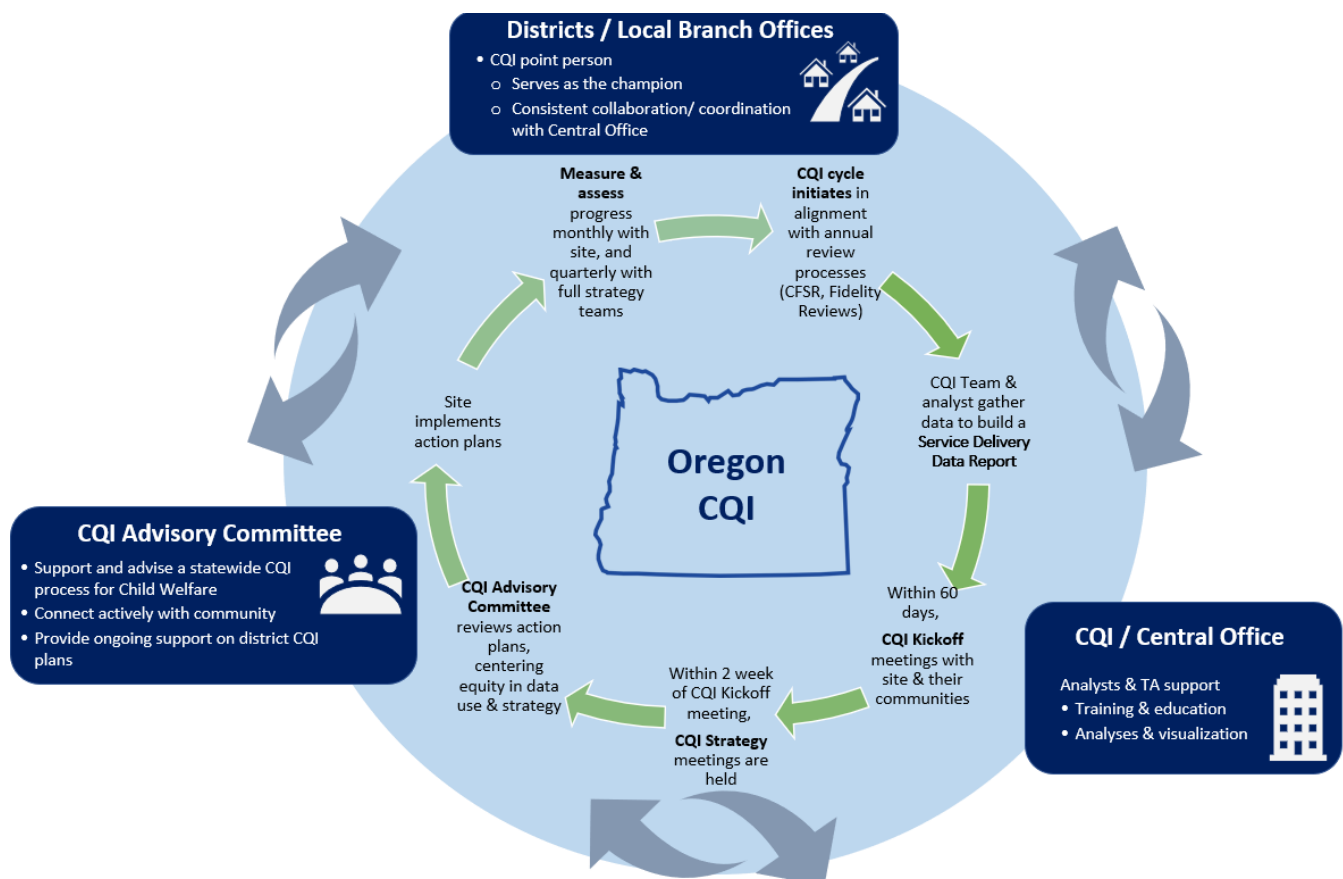 Districts / Local Branch Offices
• CQI point person
o Serves as the champion
o Consistent collaboration/ coordination
with Central Office
Measure &
assess
progress
monthly with
site, and
quarterly with
full strategy
teams
CQI cycle
initiates in
alignment
with annual
review
processes
(CFSR, Fidelity
Reviews)
CQI Team &
analyst gather
data to build a
Service Delivery
Data Report
Within 60
days,
CQI Kickoff
meetings with
site & their
communities
Within 2 week
of CQI Kickoff
meeting,
CQI Strategy
meetings are
held
CQI Advisory
Committee
reviews action
plans,
centering
equity in data
use & strategy
Site
implements
action plans
Oregon
CQI
CQI Advisory Committee
• Support and advise a statewide CQI
process for Child Welfare
• Connect actively with community
• Provide ongoing support on district CQI
plans
CQI / Central Office
Analysts & TA support
• Training & education
• Analyses & visualization